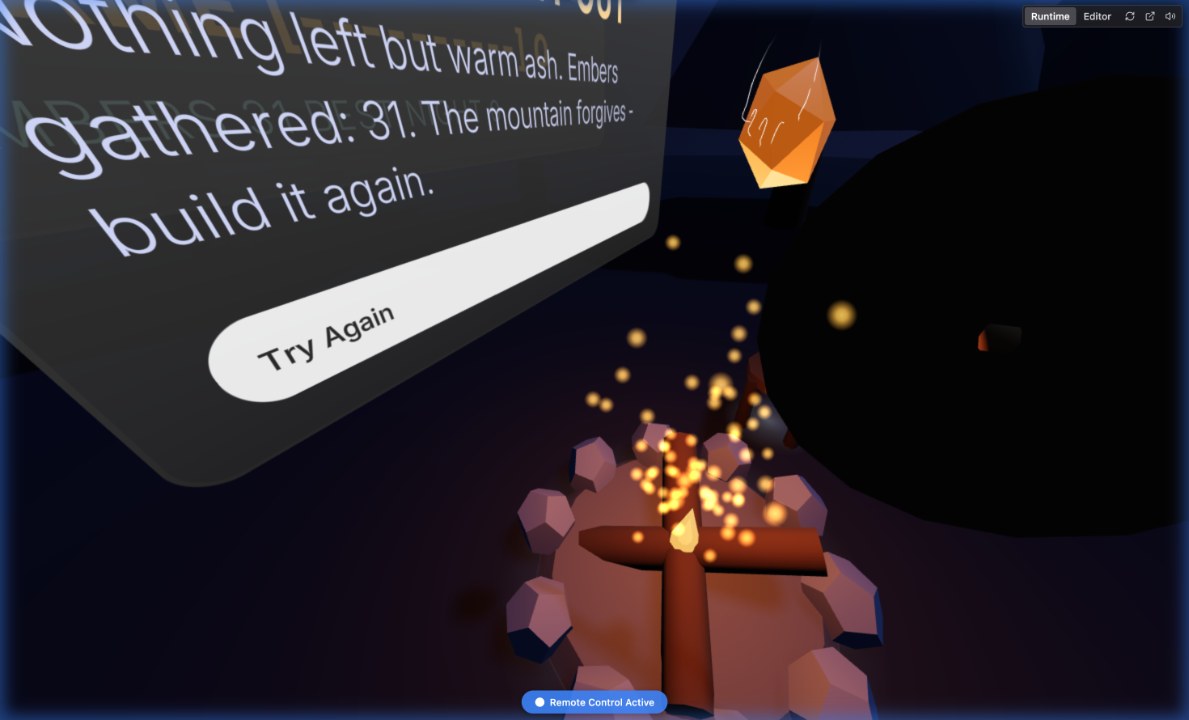 Runtime
Editor
Nothing left but warm ash. Embers
gathered: 31. The mountain forgives -
build it again.
Try Again
Remote Control Active